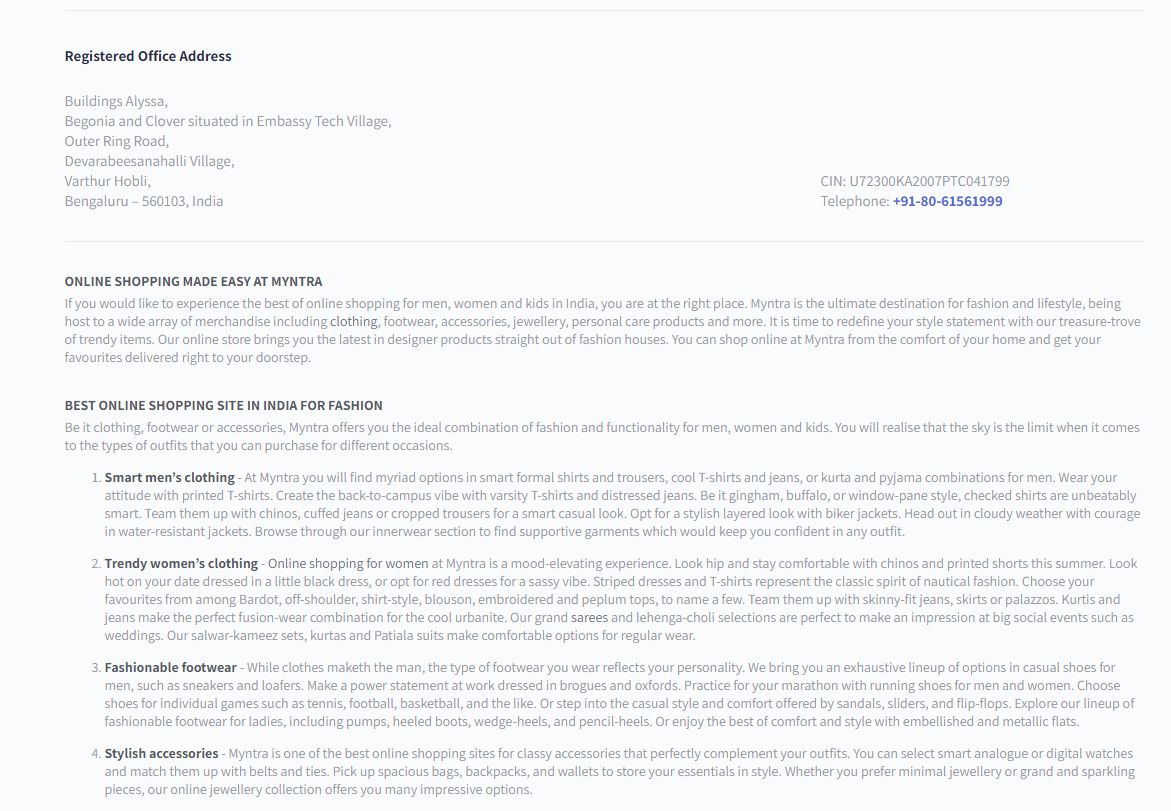 Registered Office Address
Buildings Alyssa,
Begonia and Clover situated in Embassy Tech Village,
Outer Ring Road,
Devarabeesanahalli Village,
Varthur Hobli,
Bengaluru – 560103, India
CIN: U72300KA2007PTC041799
Telephone: +91-80-61561999
ONLINE SHOPPING MADE EASY AT MYNTRA
If you would like to experience the best of online shopping for men, women and kids in India, you are at the right place. Myntra is the ultimate destination for fashion and lifestyle, being
host to a wide array of merchandise including clothing, footwear, accessories, jewellery, personal care products and more. It is time to redefine your style statement with our treasure-trove
of trendy items. Our online store brings you the latest in designer products straight out of fashion houses. You can shop online at Myntra from the comfort of your home and get your
favourites delivered right to your doorstep.
BEST ONLINE SHOPPING SITE IN INDIA FOR FASHION
Be it clothing, footwear or accessories, Myntra offers you the ideal combination of fashion and functionality for men, women and kids. You will realise that the sky is the limit when it comes
to the types of outfits that you can purchase for different occasions.
1. Smart men’s clothing - At Myntra you will find myriad options in smart formal shirts and trousers, cool T-shirts and jeans, or kurta and pyjama combinations for men. Wear your
attitude with printed T-shirts. Create the back-to-campus vibe with varsity T-shirts and distressed jeans. Be it gingham, buffalo, or window-pane style, checked shirts are unbeatably
smart. Team them up with chinos, cuffed jeans or cropped trousers for a smart casual look. Opt for a stylish layered look with biker jackets. Head out in cloudy weather with courage
in water-resistant jackets. Browse through our innerwear section to find supportive garments which would keep you confident in any outfit.
2. Trendy women’s clothing - Online shopping for women at Myntra is a mood-elevating experience. Look hip and stay comfortable with chinos and printed shorts this summer. Look
hot on your date dressed in a little black dress, or opt for red dresses for a sassy vibe. Striped dresses and T-shirts represent the classic spirit of nautical fashion. Choose your
favourites from among Bardot, off-shoulder, shirt-style, blouson, embroidered and peplum tops, to name a few. Team them up with skinny-fit jeans, skirts or palazzos. Kurtis and
jeans make the perfect fusion-wear combination for the cool urbanite. Our grand sarees and lehenga-choli selections are perfect to make an impression at big social events such as
weddings. Our salwar-kameez sets, kurtas and Patiala suits make comfortable options for regular wear.
3. Fashionable footwear - While clothes maketh the man, the type of footwear you wear reflects your personality. We bring you an exhaustive lineup of options in casual shoes for
men, such as sneakers and loafers. Make a power statement at work dressed in brogues and oxfords. Practice for your marathon with running shoes for men and women. Choose
shoes for individual games such as tennis, football, basketball, and the like. Or step into the casual style and comfort offered by sandals, sliders, and flip-flops. Explore our lineup of
fashionable footwear for ladies, including pumps, heeled boots, wedge-heels, and pencil-heels. Or enjoy the best of comfort and style with embellished and metallic flats.
4. Stylish accessories - Myntra is one of the best online shopping sites for classy accessories that perfectly complement your outfits. You can select smart analogue or digital watches
and match them up with belts and ties. Pick up spacious bags, backpacks, and wallets to store your essentials in style. Whether you prefer minimal jewellery or grand and sparkling
pieces, our online jewellery collection offers you many impressive options.